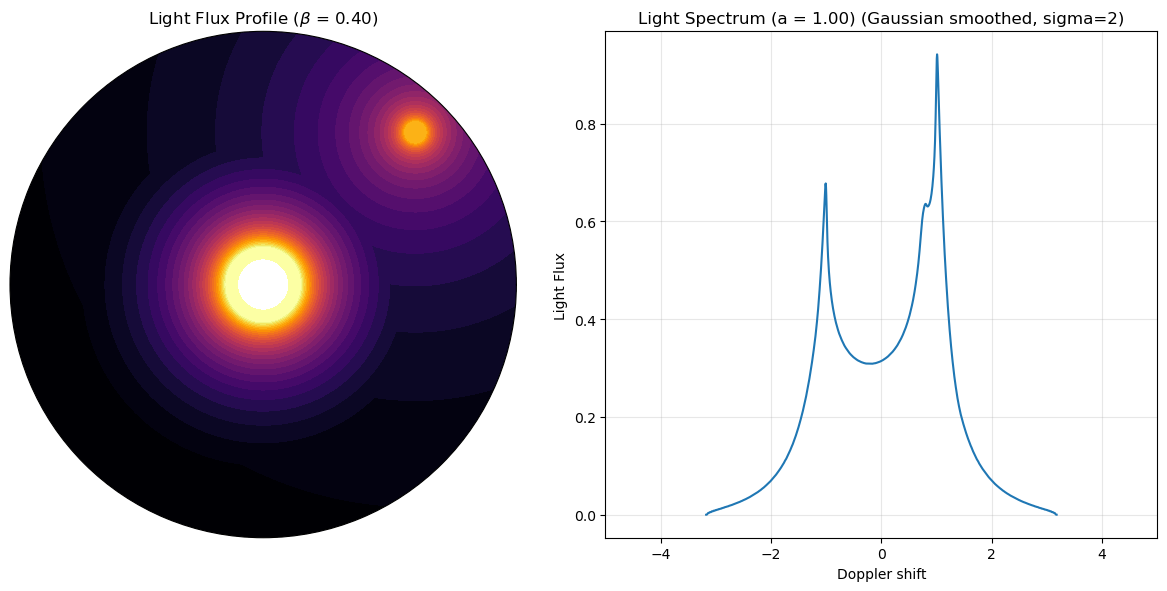 Light Flux Profile (β = 0.40)
Light Spectrum (a = 1.00) (Gaussian smoothed, sigma=2)
Light Flux
0.8
0.6
0.4
0.2
0.0
−4 −2 0 2 4
Doppler shift